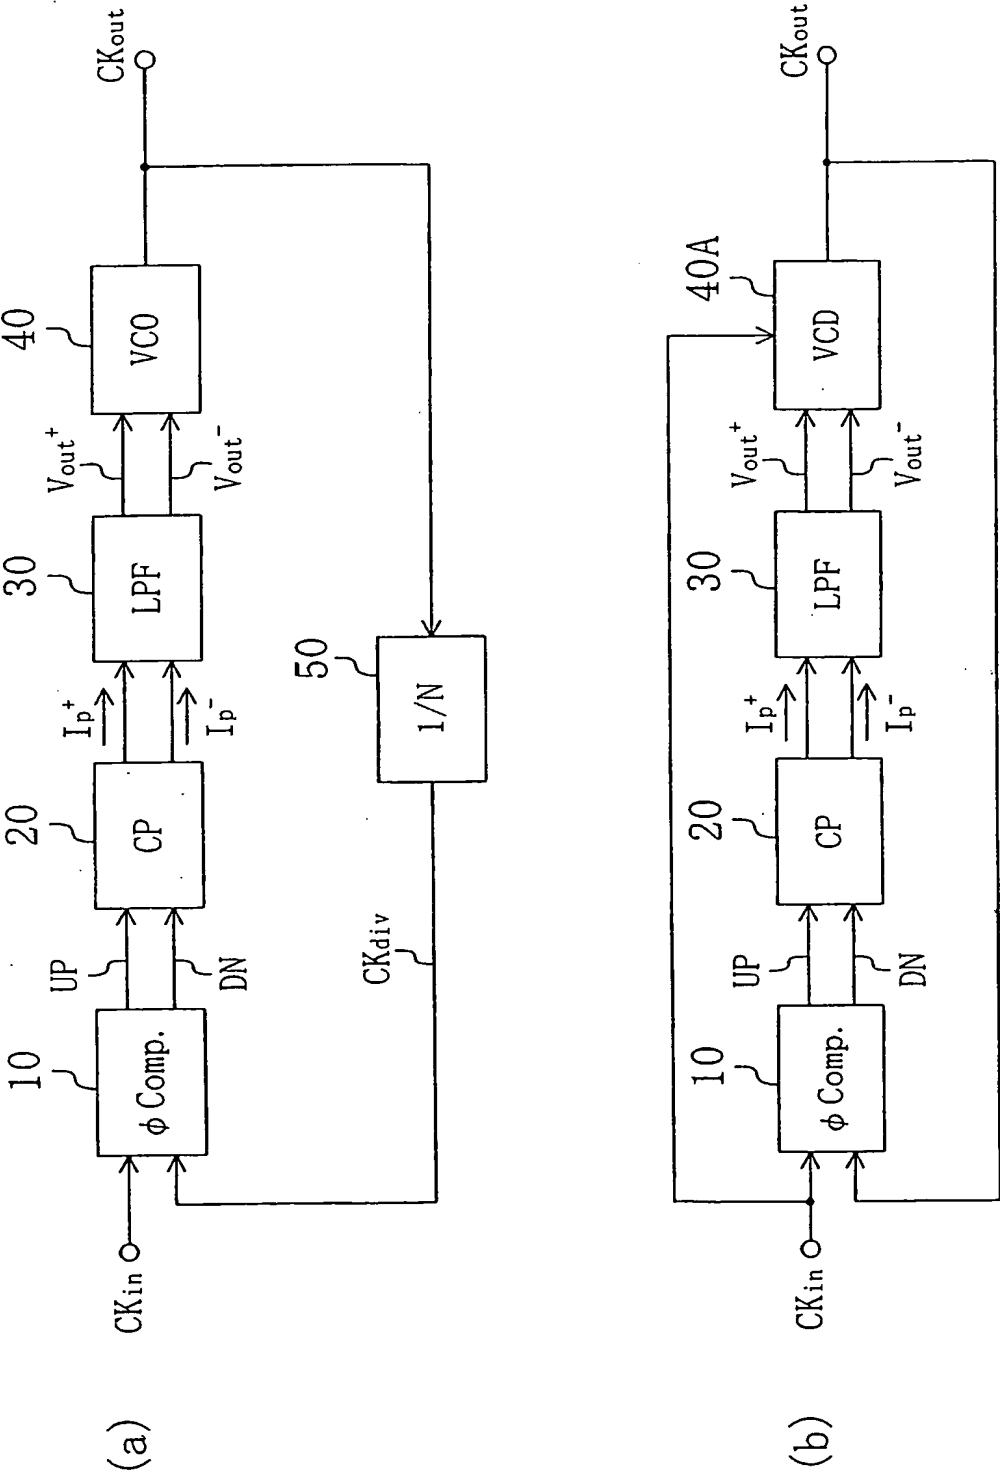 (a)
CKin
10
φ Comp.
UP
DN
20
CP
Ip+
Ip-
30
LPF
Vout+
Vout-
40
VCO
CKout
50
1/N
CKdiv
(b)
CKin
10
φ Comp.
UP
DN
20
CP
Ip+
Ip-
30
LPF
Vout+
Vout-
40A
VCD
CKout